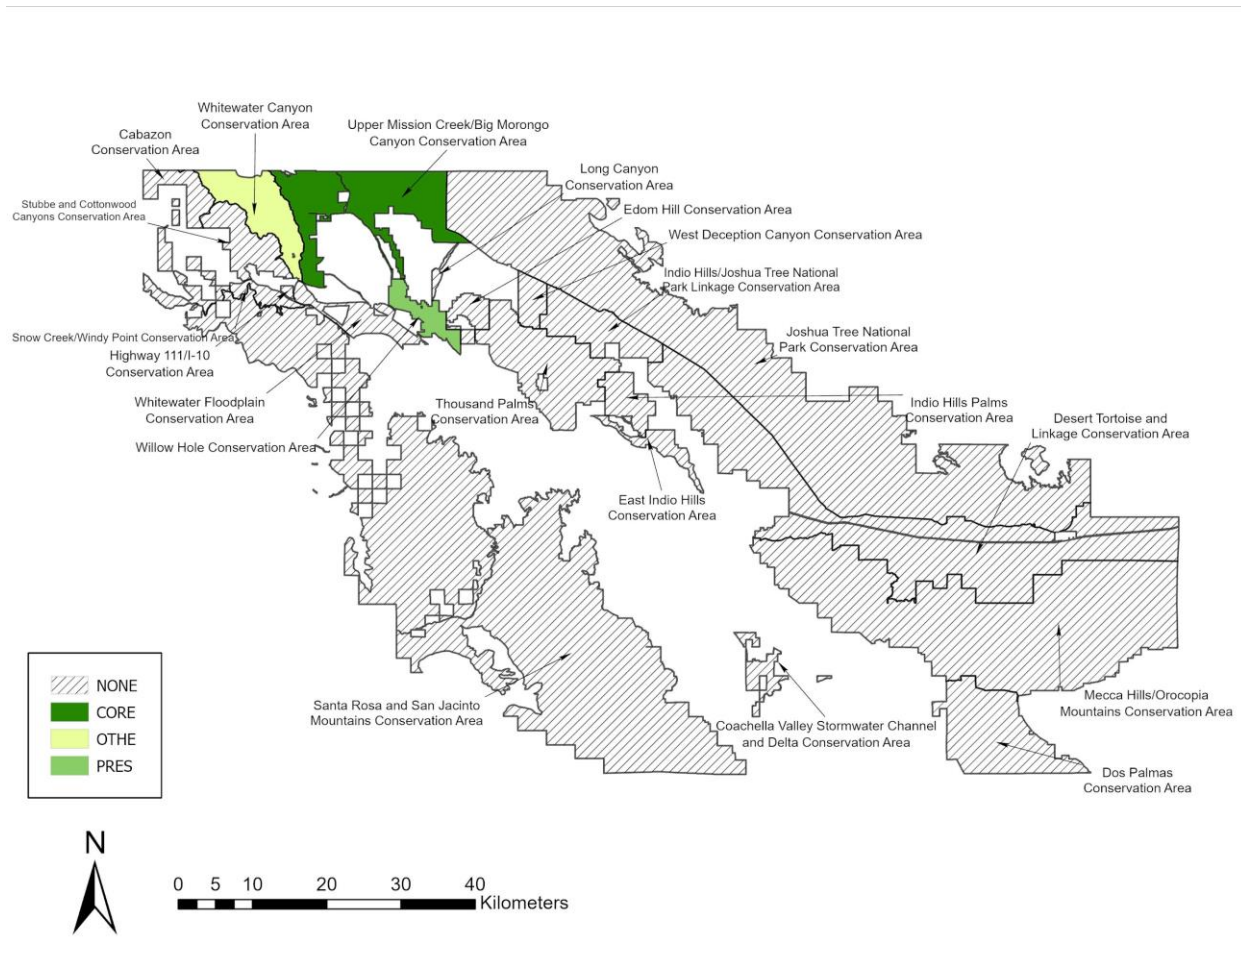 Whitewater Canyon
Conservation Area
Upper Mission Creek/Big Morongo
Canyon Conservation Area
Cabazon
Conservation Area
Long Canyon
Conservation Area
Stubbe and Cottonwood
Canyons Conservation Area
Edom Hill Conservation Area
West Deception Canyon Conservation Area
Indio Hills/Joshua Tree National
Park Linkage Conservation Area
Snow Creek/Windy Point Conservation Area
Joshua Tree National
Park Conservation Area
Highway 111/I-10
Conservation Area
Whitewater Floodplain
Conservation Area
Thousand Palms
Conservation Area
Indio Hills Palms
Conservation Area
Desert Tortoise and
Linkage Conservation Area
Willow Hole Conservation Area
East Indio Hills
Conservation Area
NONE
CORE
OTHE
PRES
Santa Rosa and San Jacinto
Mountains Conservation Area
Coachella Valley Stormwater Channel
and Delta Conservation Area
Mecca Hills/Orocopia
Mountains Conservation Area
Dos Palmas
Conservation Area
N
0 5 10 20 30 40
Kilometers